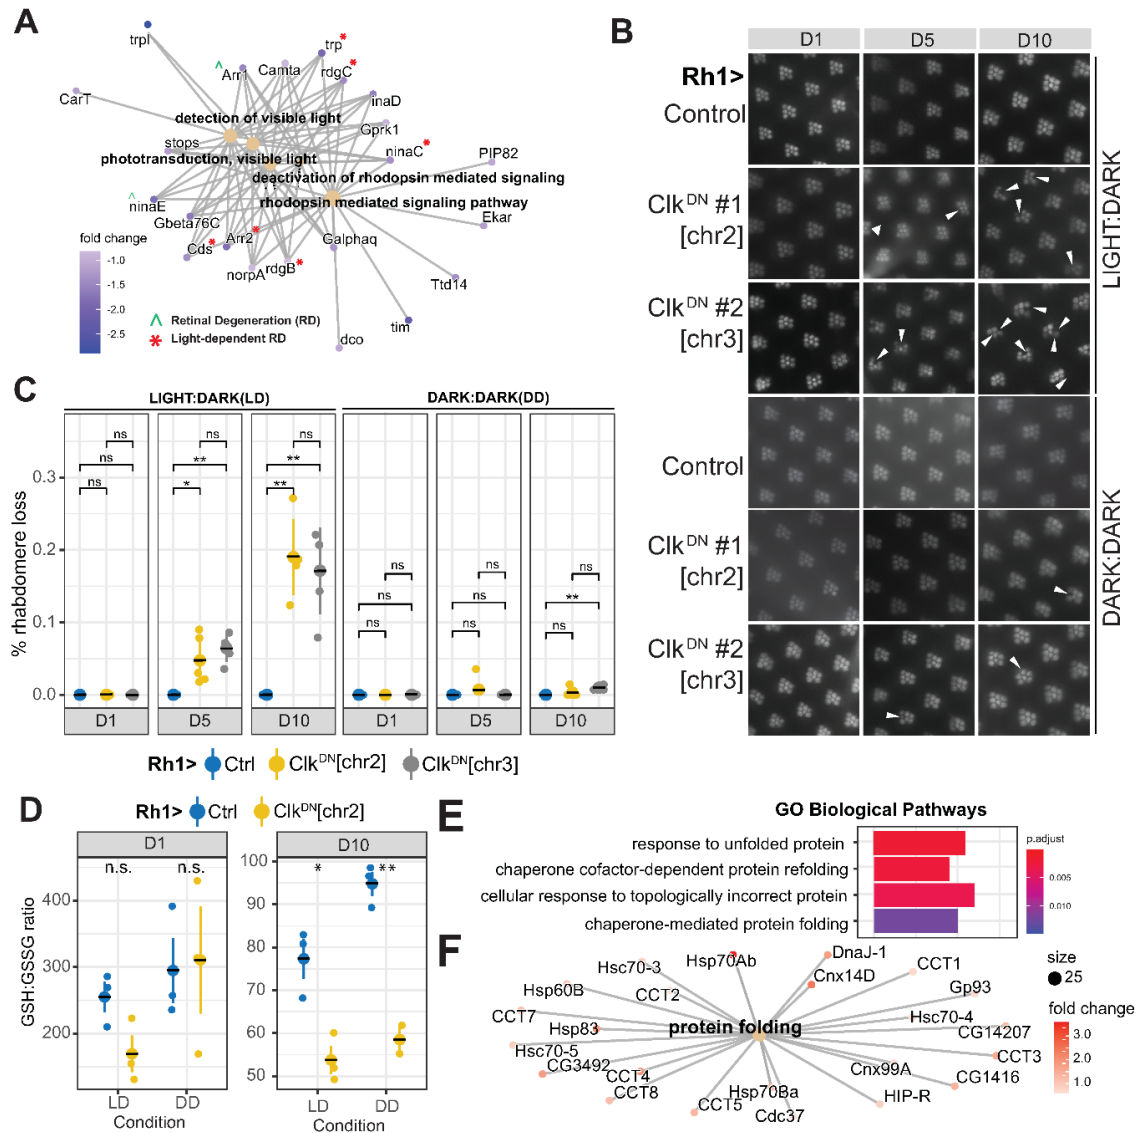 A
trpl
trp*
^
Arr1
Camta
rdgC*
CarT
inaD
detection of visible light
Gprk1
stops
ninaC*
PIP82
phototransduction, visible light
deactivation of rhodopsin mediated signaling
^
ninaE
rhodopsin mediated signaling pathway
Gbeta76C
Ekar
fold change
Cds*
Arr2*
Galphaq
-1.0
norpA
rdgB*
Ttd14
-1.5
-2.0
^ Retinal Degeneration (RD)
tim
-2.5
* Light-dependent RD
dco
B
D1
D5
D10
Rh1>
Control
Clk^DN #1
[chr2]
Clk^DN #2
[chr3]
LIGHT:DARK
Control
Clk^DN #1
[chr2]
Clk^DN #2
[chr3]
DARK:DARK
C
LIGHT:DARK(LD)
DARK:DARK(DD)
% rhabdomere loss
0.3
0.2
0.1
0.0
ns
ns
ns
ns
**
*
ns
**
**
ns
ns
ns
ns
ns
ns
ns
**
ns
D1
D5
D10
D1
D5
D10
Rh1> Ctrl Clk^DN[chr2] Clk^DN[chr3]
D
Rh1> Ctrl Clk^DN[chr2]
D1
D10
GSH:GSSG ratio
n.s.
n.s.
400
300
200
*
**
100
90
80
70
60
50
LD
DD
Condition
LD
DD
Condition
E
GO Biological Pathways
response to unfolded protein
chaperone cofactor-dependent protein refolding
cellular response to topologically incorrect protein
chaperone-mediated protein folding
p.adjust
0.005
0.010
F
Hsp70Ab
DnaJ-1
Hsc70-3
Cnx14D
CCT1
Hsp60B
CCT2
Gp93
CCT7
Hsp83
protein folding
Hsc70-4
CG14207
Hsc70-5
CCT3
CG3492
CCT4
Cnx99A
CG1416
CCT8
Hsp70Ba
HIP-R
CCT5
Cdc37
size
25
fold change
3.0
2.0
1.0